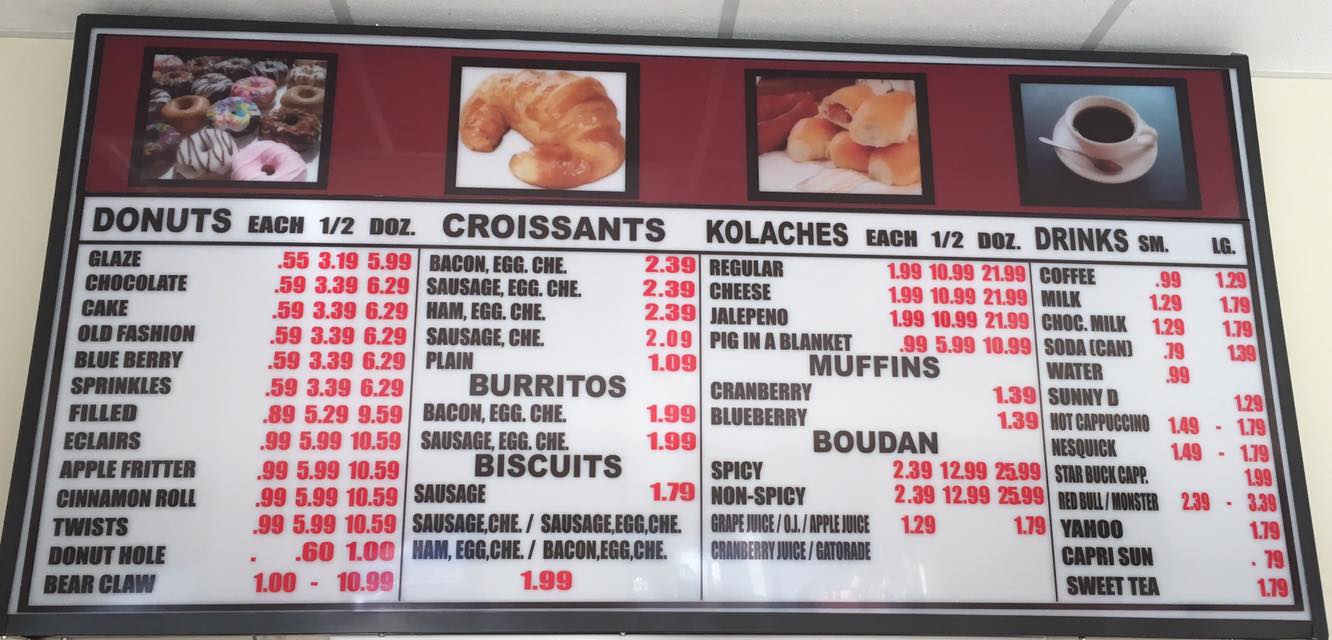 DONUTS EACH 1/2 DOZ.
GLAZE .55 3.19 5.99
CHOCOLATE .59 3.39 6.29
CAKE .59 3.39 6.29
OLD FASHION .59 3.39 6.29
BLUE BERRY .59 3.39 6.29
SPRINKLES .59 3.39 6.29
FILLED .89 5.29 9.59
ECLAIRS .99 5.99 10.59
APPLE FRITTER .99 5.99 10.59
CINNAMON ROLL .99 5.99 10.59
TWISTS .99 5.99 10.59
DONUT HOLE . .60 1.00
BEAR CLAW 1.00 - 10.99
CROISSANTS
BACON, EGG. CHE. 2.39
SAUSAGE, EGG. CHE. 2.39
HAM, EGG. CHE. 2.39
SAUSAGE, CHE. 2.09
PLAIN 1.09
BURRITOS
BACON, EGG. CHE. 1.99
SAUSAGE, EGG. CHE. 1.99
BISCUITS
SAUSAGE 1.79
SAUSAGE,CHE. / SAUSAGE,EGG,CHE.
HAM, EGG,CHE. / BACON,EGG,CHE.
1.99
KOLACHES EACH 1/2 DOZ.
REGULAR 1.99 10.99 21.99
CHEESE 1.99 10.99 21.99
JALEPENO 1.99 10.99 21.99
PIG IN A BLANKET .99 5.99 10.99
MUFFINS
CRANBERRY 1.39
BLUEBERRY 1.39
BOUDAN
SPICY 2.39 12.99 25.99
NON-SPICY 2.39 12.99 25.99
GRAPE JUICE / O.J. / APPLE JUICE 1.29 1.79
CRANBERRY JUICE / GATORADE
DRINKS SM. LG.
COFFEE .99 1.29
MILK 1.29 1.79
CHOC. MILK 1.29 1.79
SODA (CAN) .79 1.39
WATER .99
SUNNY D 1.29
HOT CAPPUCCINO 1.49 - 1.79
NESQUICK 1.49 - 1.79
STAR BUCK CAPP. 1.99
RED BULL / MONSTER 2.39 - 3.39
YAHOO 1.79
CAPRI SUN .79
SWEET TEA 1.79